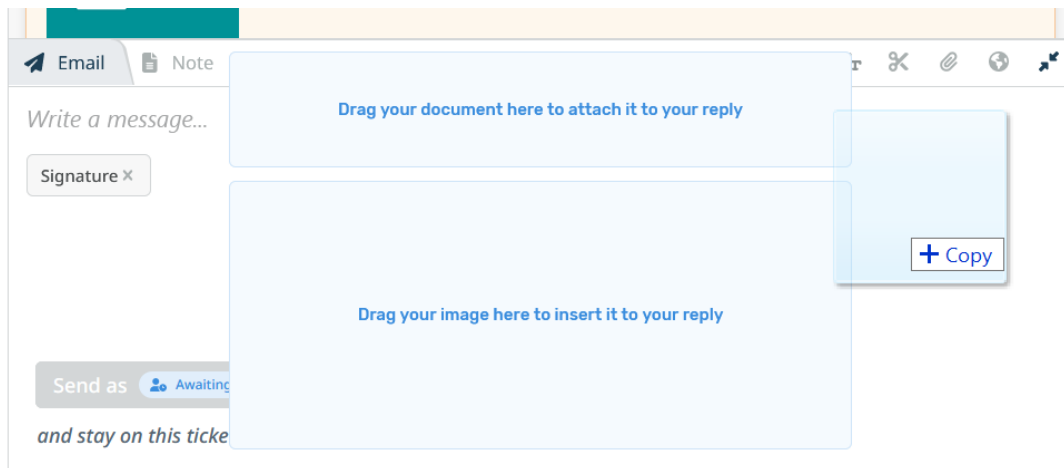 Email
Note
Drag your document here to attach it to your reply
Write a message...
Signature ×
Copy
Drag your image here to insert it to your reply
Send as Awaiting
and stay on this